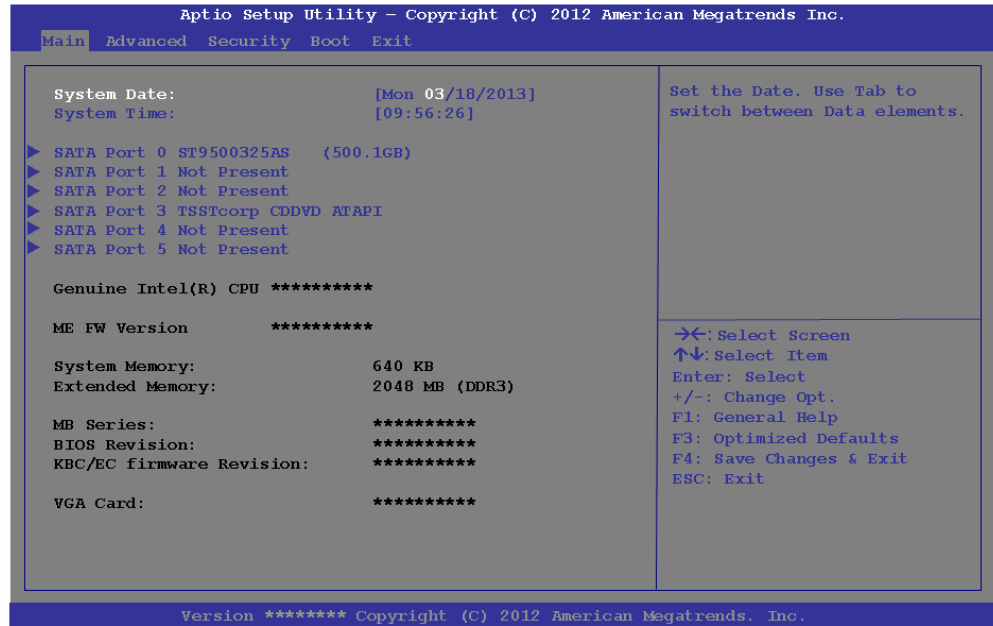 Aptio Setup Utility – Copyright (C) 2012 American Megatrends Inc.
Main Advanced Security Boot Exit
System Date: [Mon 03/18/2013]
System Time: [09:56:26]
▶ SATA Port 0 ST9500325AS (500.1GB)
▶ SATA Port 1 Not Present
▶ SATA Port 2 Not Present
▶ SATA Port 3 TSSTcorp CDDVD ATAPI
▶ SATA Port 4 Not Present
▶ SATA Port 5 Not Present
Genuine Intel(R) CPU **********
ME FW Version **********
System Memory: 640 KB
Extended Memory: 2048 MB (DDR3)
MB Series: **********
BIOS Revision: **********
KBC/EC firmware Revision: **********
VGA Card: **********
Set the Date. Use Tab to
switch between Data elements.
→←: Select Screen
↑↓: Select Item
Enter: Select
+/-: Change Opt.
F1: General Help
F3: Optimized Defaults
F4: Save Changes & Exit
ESC: Exit
Version ******** Copyright (C) 2012 American Megatrends. Inc.